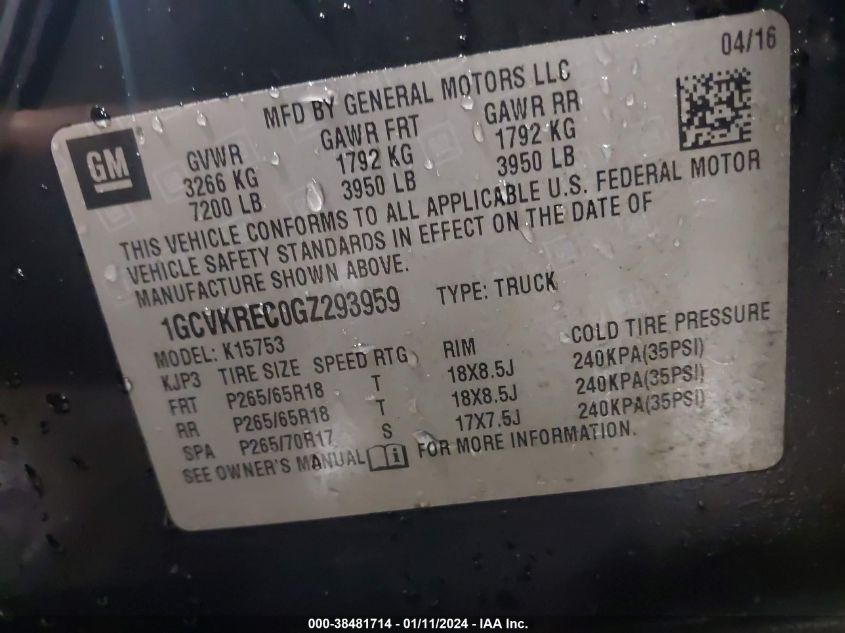 04/16
MFD BY GENERAL MOTORS LLC
GM
GVWR GAWR FRT GAWR RR
3266 KG 1792 KG 1792 KG
7200 LB 3950 LB 3950 LB
THIS VEHICLE CONFORMS TO ALL APPLICABLE U.S. FEDERAL MOTOR
VEHICLE SAFETY STANDARDS IN EFFECT ON THE DATE OF
MANUFACTURE SHOWN ABOVE.
1GCVKREC0GZ293959 TYPE: TRUCK
MODEL: K15753
KJP3 TIRE SIZE SPEED RTG RIM COLD TIRE PRESSURE
FRT P265/65R18 T 18X8.5J 240KPA(35PSI)
RR P265/65R18 T 18X8.5J 240KPA(35PSI)
SPA P265/70R17 S 17X7.5J 240KPA(35PSI)
SEE OWNER'S MANUAL FOR MORE INFORMATION.
000-38481714 - 01/11/2024 - IAA Inc.